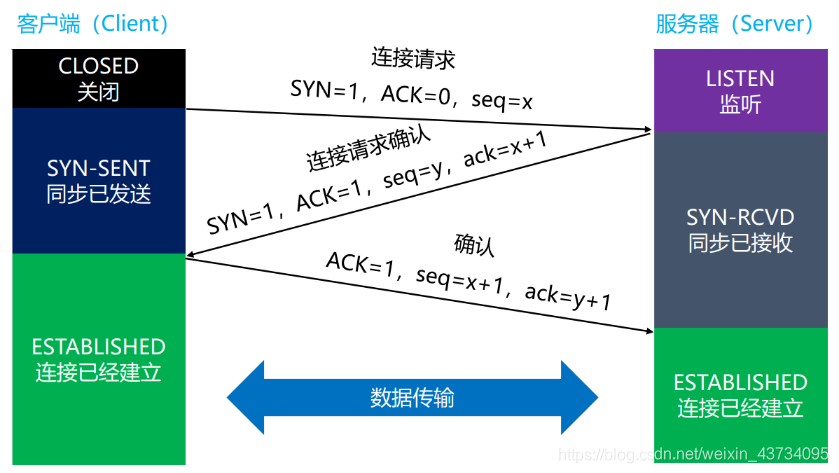 客户端（Client）
服务器（Server）
CLOSED
关闭
连接请求
SYN=1，ACK=0，seq=x
LISTEN
监听
SYN-SENT
同步已发送
连接请求确认
SYN=1，ACK=1，seq=y，ack=x+1
SYN-RCVD
同步已接收
确认
ACK=1，seq=x+1，ack=y+1
ESTABLISHED
连接已经建立
数据传输
ESTABLISHED
连接已经建立
https://blog.csdn.net/weixin_43734095